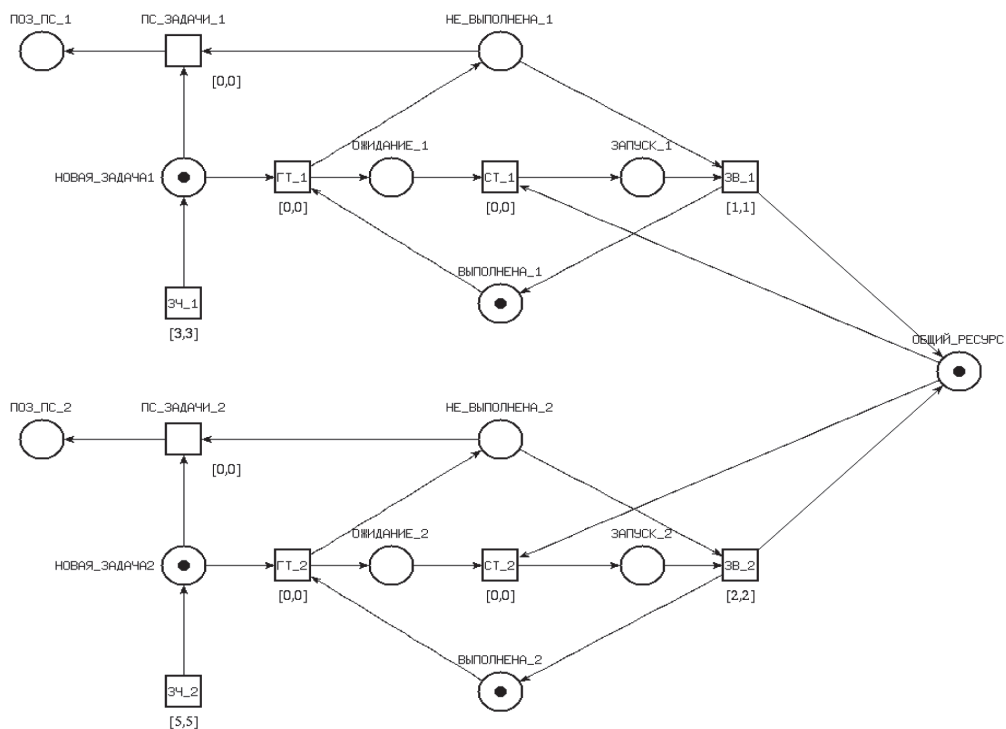 ПОЗ_ПС_1
ПС_ЗАДАЧИ_1
НЕ_ВЫПОЛНЕНА_1
[0,0]
ОЖИДАНИЕ_1
ЗАПУСК_1
НОВАЯ_ЗАДАЧА1
ГТ_1
СТ_1
ЗВ_1
[0,0]
[0,0]
[1,1]
ВЫПОЛНЕНА_1
ЗЧ_1
[3,3]
ОБЩИЙ_РЕСУРС
ПОЗ_ПС_2
ПС_ЗАДАЧИ_2
НЕ_ВЫПОЛНЕНА_2
[0,0]
ОЖИДАНИЕ_2
ЗАПУСК_2
НОВАЯ_ЗАДАЧА2
ГТ_2
СТ_2
ЗВ_2
[0,0]
[0,0]
[2,2]
ВЫПОЛНЕНА_2
ЗЧ_2
[5,5]